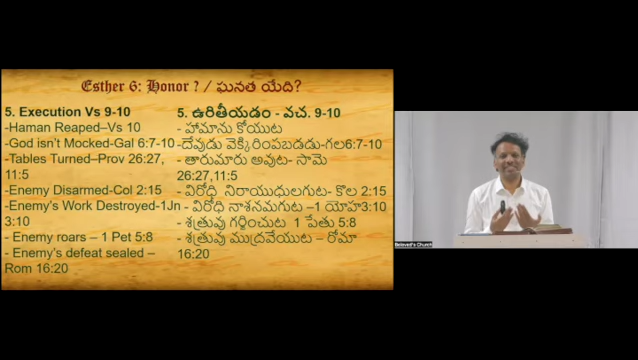 Esther 6: Honor ? / ఘనత యేది?
5. Execution Vs 9-10
-Haman Reaped–Vs 10
-God isn't Mocked-Gal 6:7-10
-Tables Turned–Prov 26:27,
11:5
-Enemy Disarmed-Col 2:15
-Enemy's Work Destroyed-1Jn
3:10
- Enemy roars – 1 Pet 5:8
- Enemy's defeat sealed –
Rom 16:20
5. ఉరితీయడం - వచ. 9-10
- హామాను కోయుట
-దేవుడు వెక్కిరింపబడడు-గల6:7-10
- తారుమారు అవుట- సామె
26:27,11:5
- విరోధి నిరాయుధులగుట- కొల 2:15
- విరోధి నాశనమగుట –1 యోహ3:10
- శత్రువు గర్జించుట 1 పేతు 5:8
- శత్రువు ముద్రవేయుట – రోమా
16:20
Beloved's Church